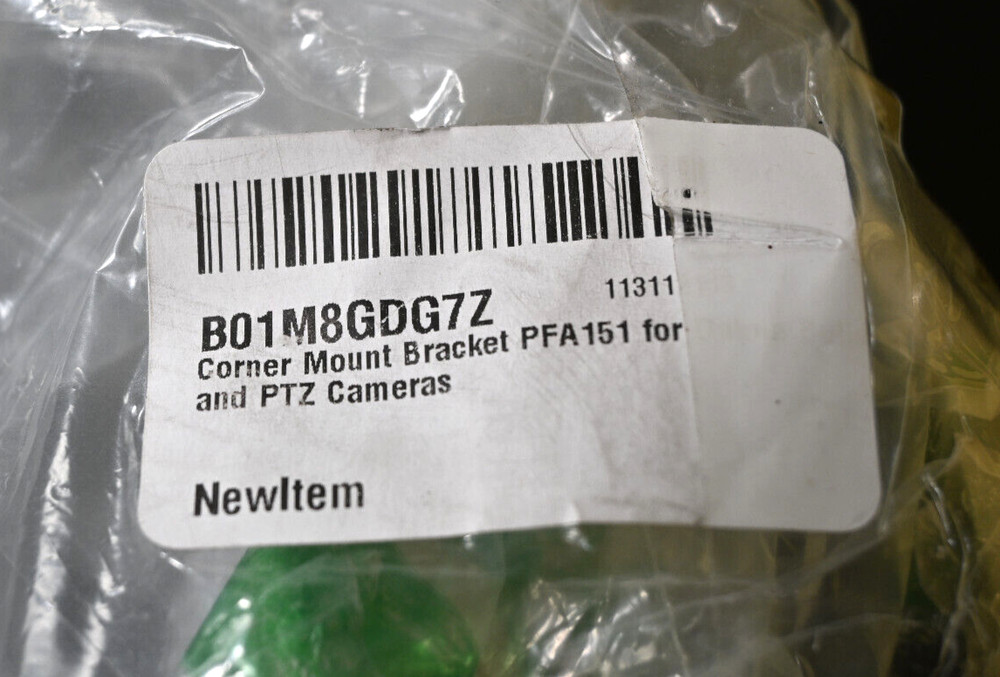 B01M8GDG7Z
11311
Corner Mount Bracket PFA151 for
and PTZ Cameras
NewItem